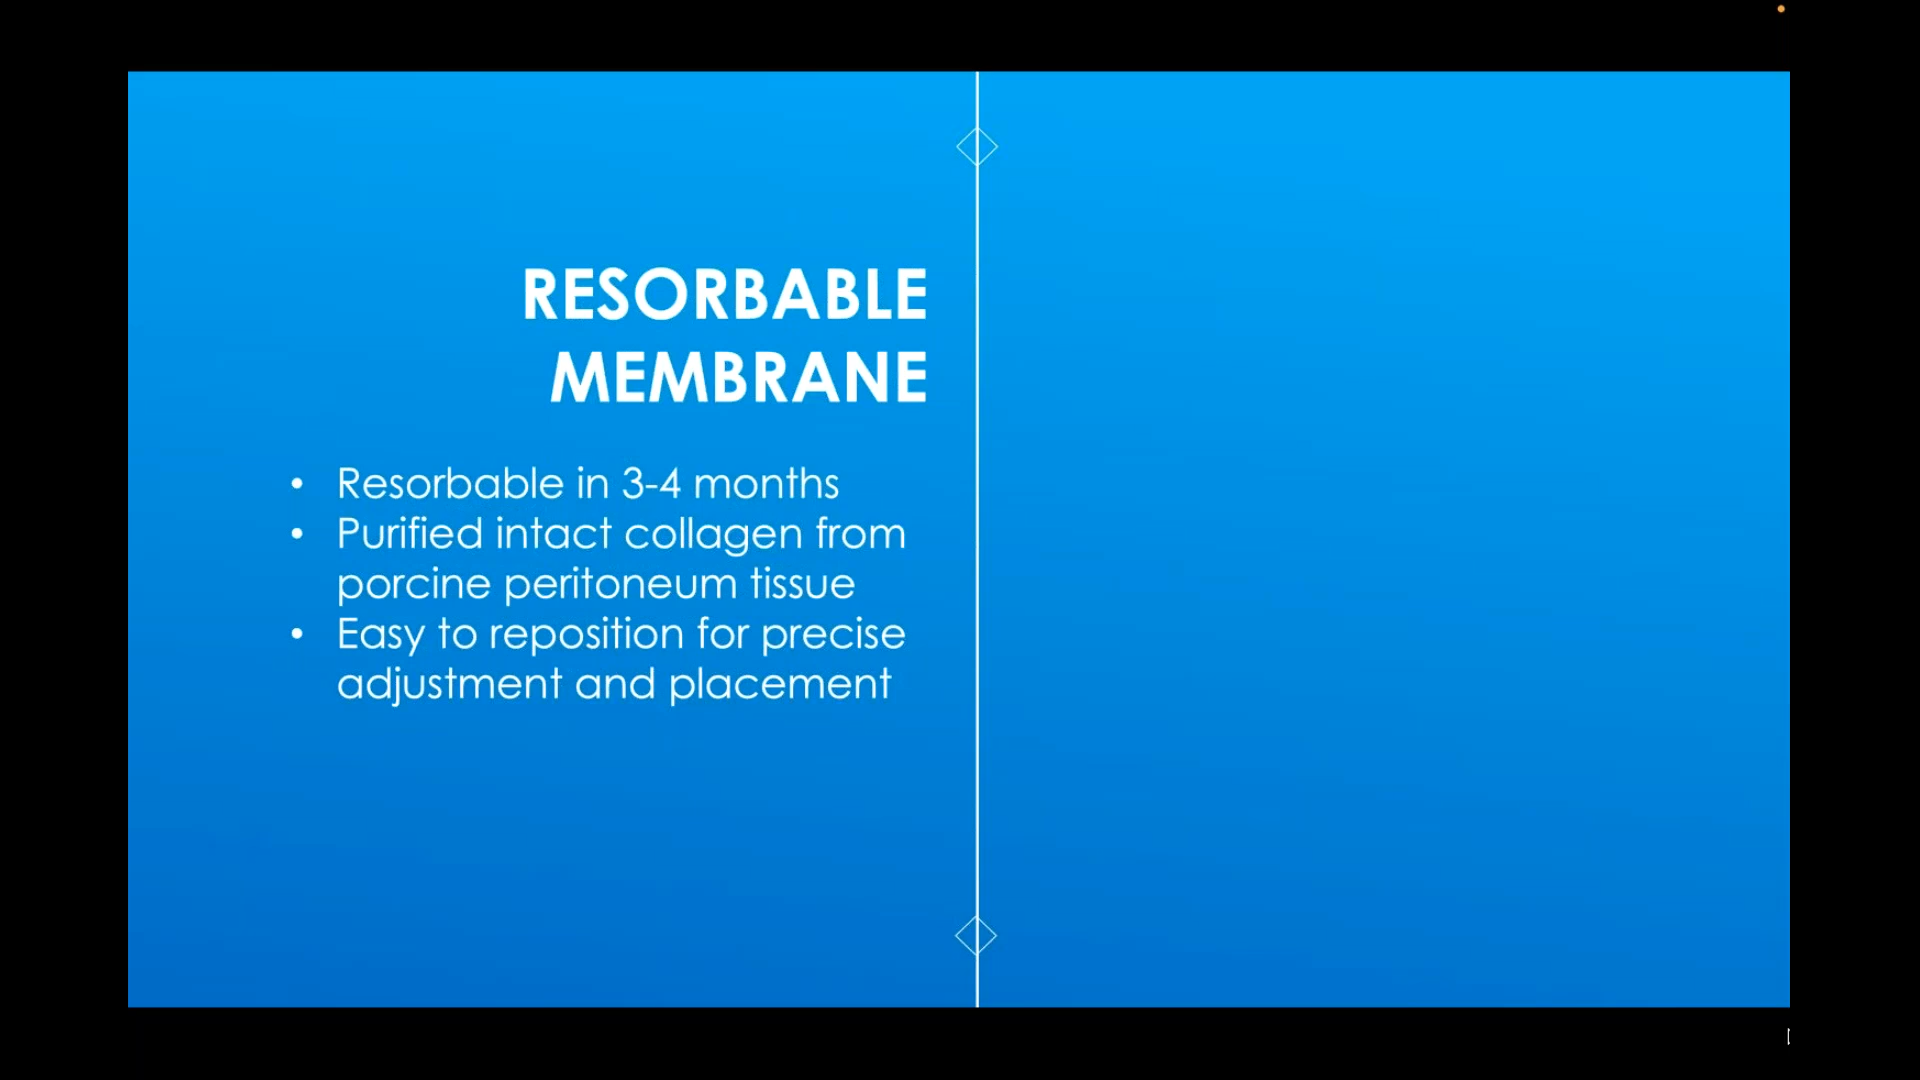 RESORBABLE
MEMBRANE
• Resorbable in 3-4 months
• Purified intact collagen from
porcine peritoneum tissue
• Easy to reposition for precise
adjustment and placement